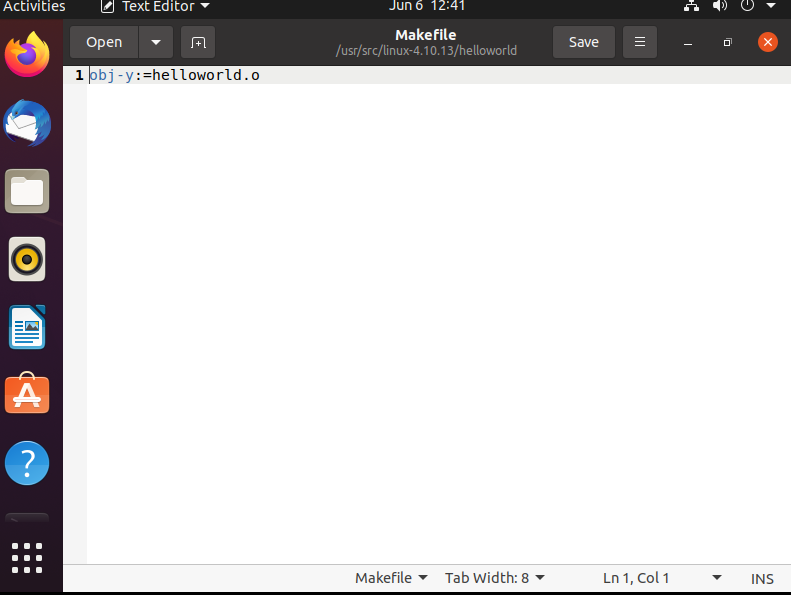 Activities Text Editor Jun 6 12:41
Open Makefile Save
/usr/src/linux-4.10.13/helloworld
1 obj-y:=helloworld.o
Makefile Tab Width: 8 Ln 1, Col 1 INS